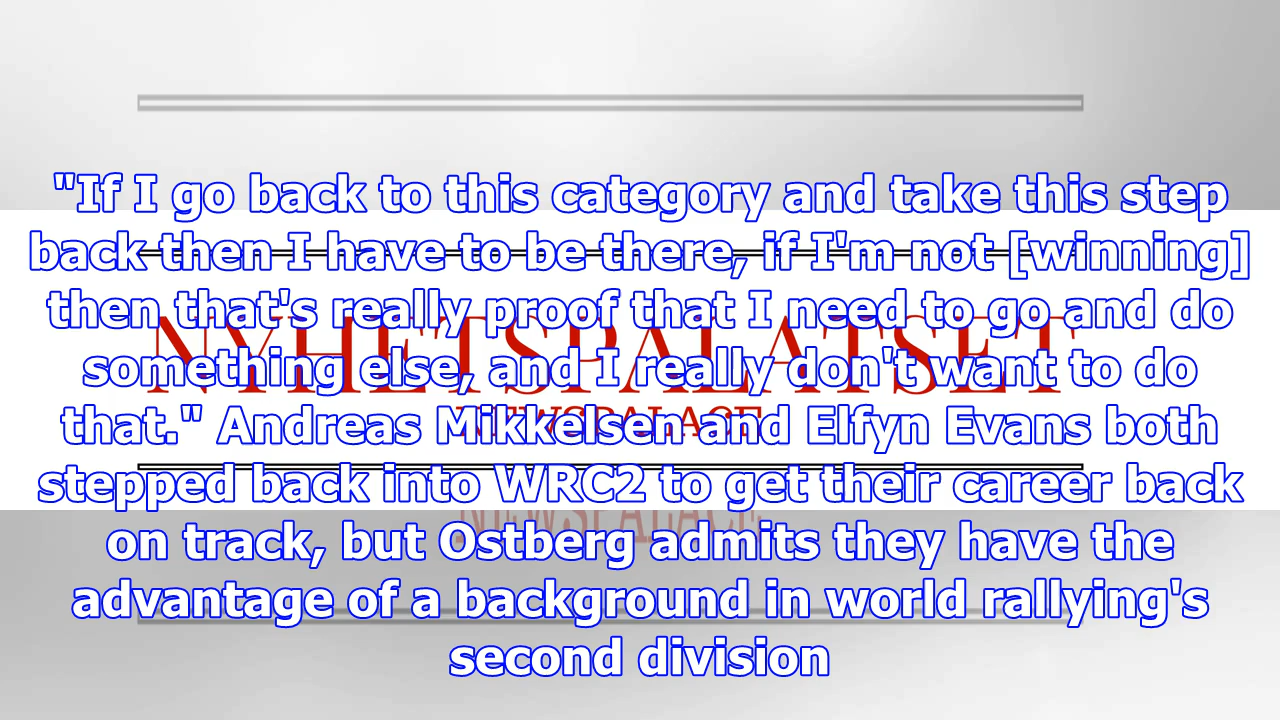 "If I go back to this category and take this step
back then I have to be there, if I'm not [winning]
then that's really proof that I need to go and do
something else, and I really don't want to do
that." Andreas Mikkelsen and Elfyn Evans both
stepped back into WRC2 to get their career back
on track, but Ostberg admits they have the
advantage of a background in world rallying's
second division
NYHETSPALATSET
NEWSPALACE